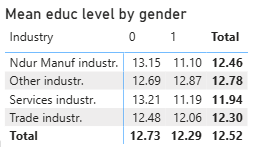 Mean educ level by gender
Industry 0 1 Total
Ndur Manuf industr. 13.15 11.10 12.46
Other industr. 12.69 12.87 12.78
Services industr. 13.21 11.19 11.94
Trade industr. 12.48 12.06 12.30
Total 12.73 12.29 12.52